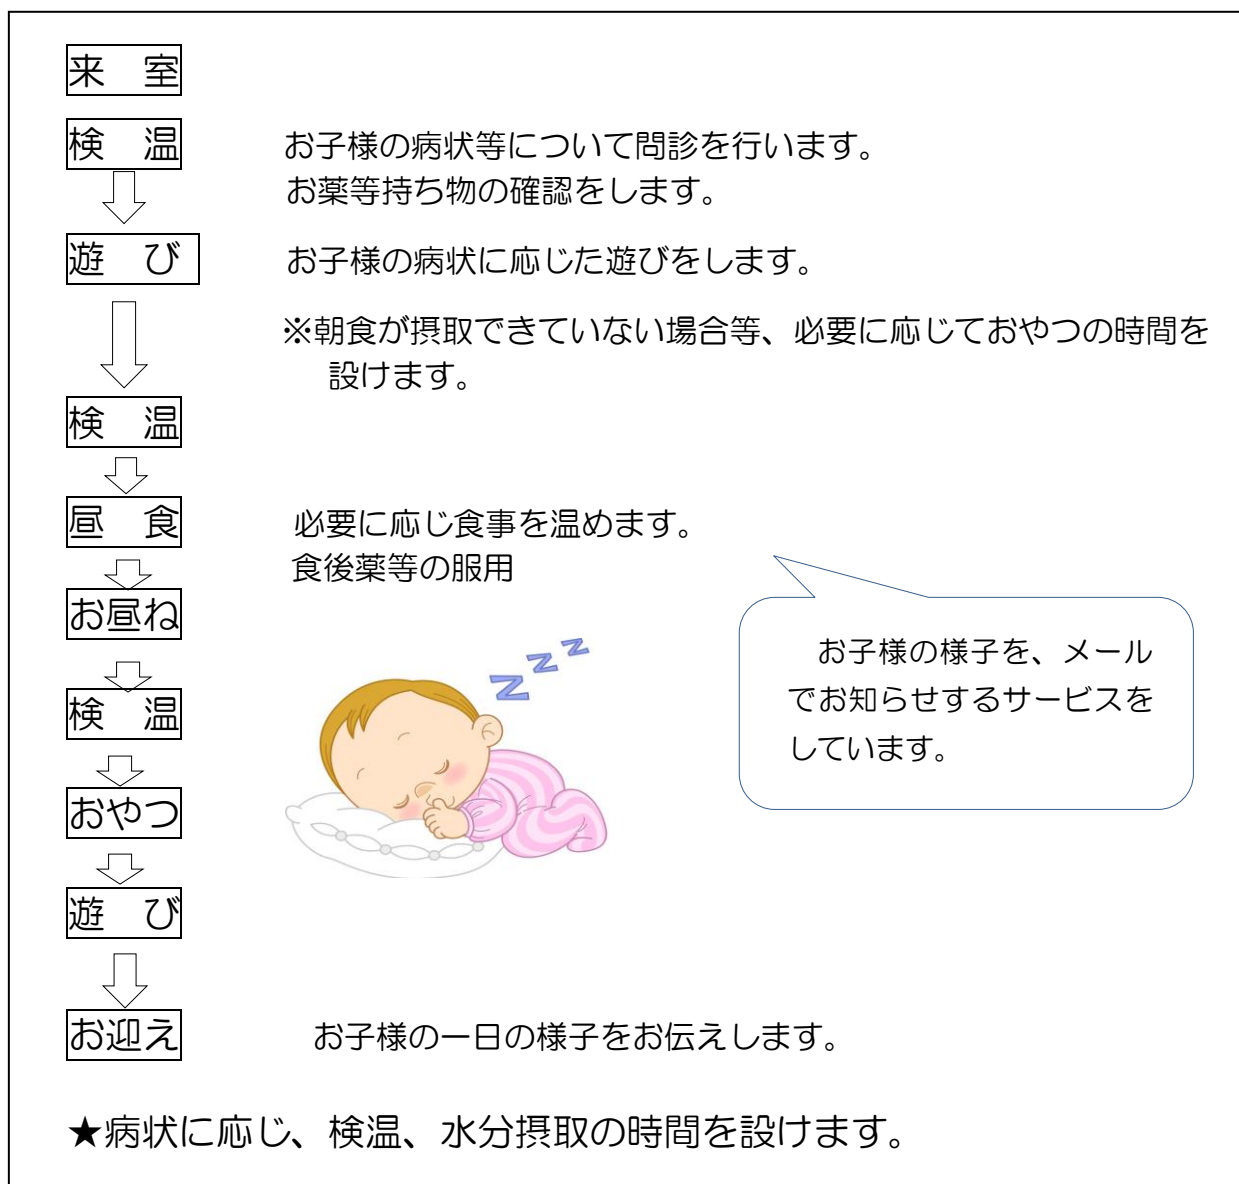 来　室
検　温
お子様の病状等について問診を行います。
お薬等持ち物の確認をします。
遊　び
お子様の病状に応じた遊びをします。
※朝食が摂取できていない場合等、必要に応じておやつの時間を
設けます。
検　温
昼　食
必要に応じ食事を温めます。
食後薬等の服用
お昼ね
お子様の様子を、メール
でお知らせするサービスを
しています。
zzz
検　温
おやつ
遊　び
お迎え
お子様の一日の様子をお伝えします。
★病状に応じ、検温、水分摂取の時間を設けます。